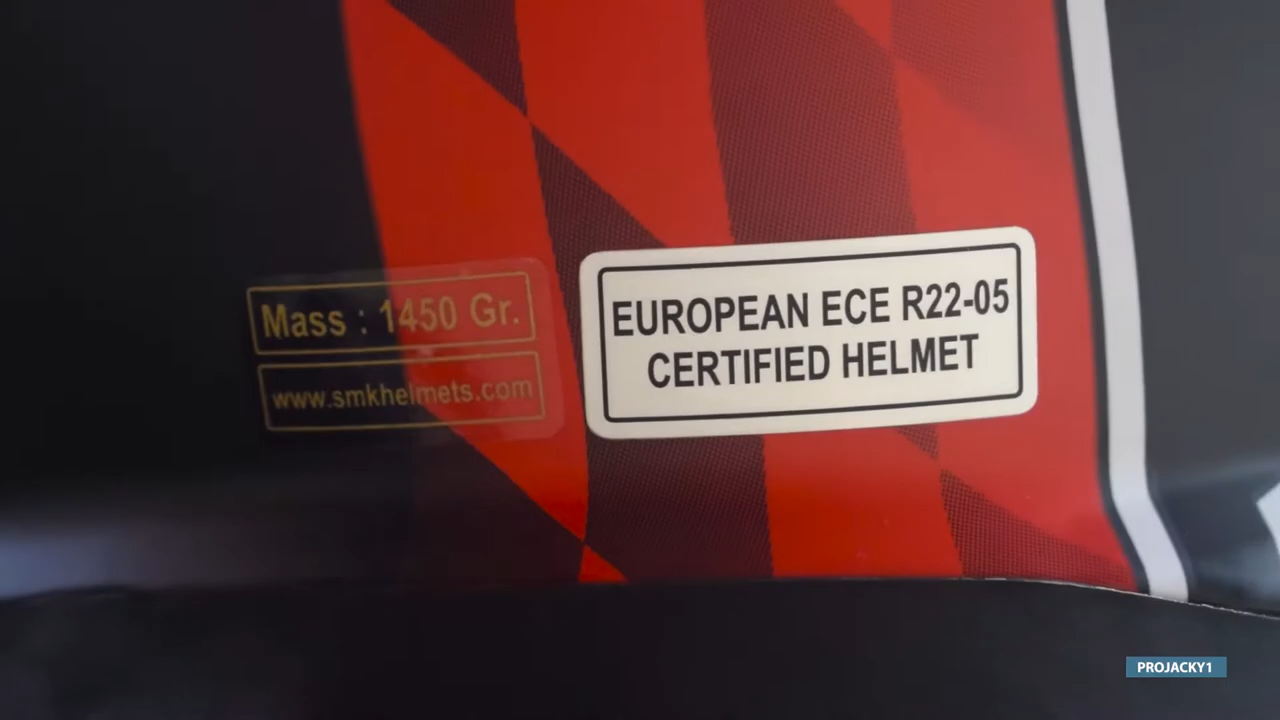 Mass : 1450 Gr.
www.smkhelmets.com
EUROPEAN ECE R22-05
CERTIFIED HELMET
PROJACKY1